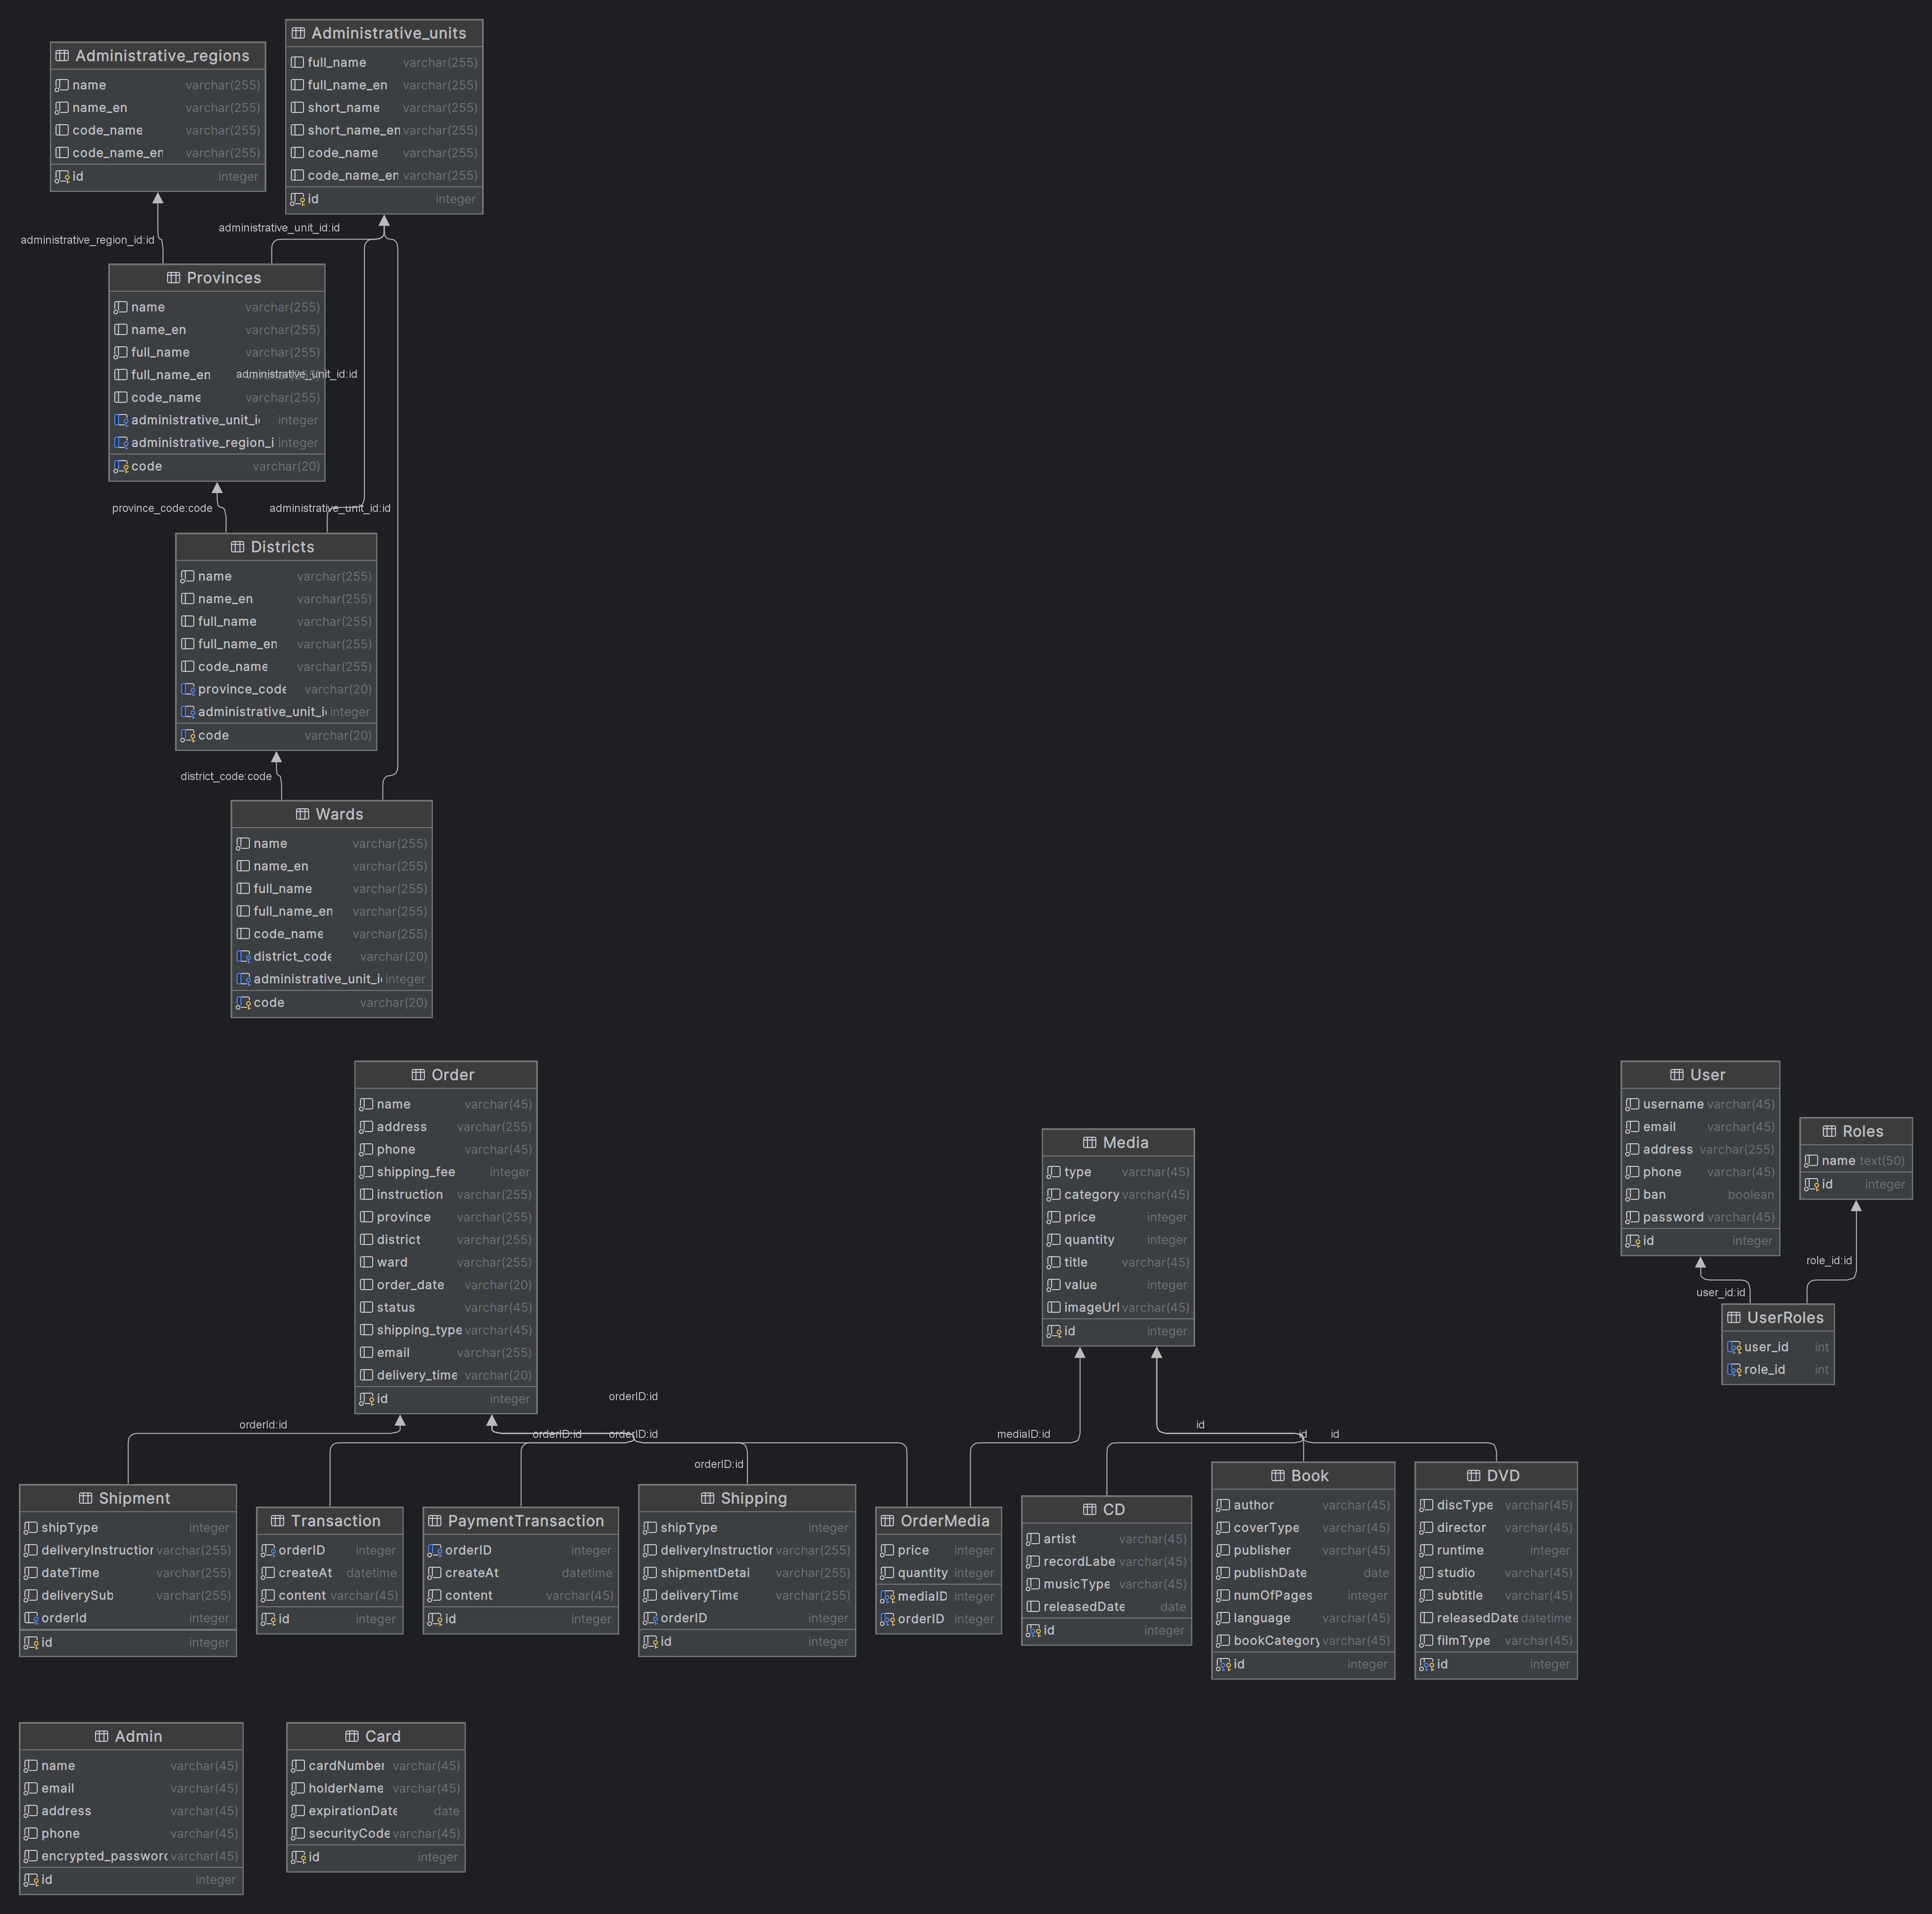 Administrative_regions
name varchar(255)
name_en varchar(255)
code_name varchar(255)
code_name_en varchar(255)
id integer
Administrative_units
full_name varchar(255)
full_name_en varchar(255)
short_name varchar(255)
short_name_en varchar(255)
code_name varchar(255)
code_name_en varchar(255)
id integer
administrative_region_id:id
administrative_unit_id:id
Provinces
name varchar(255)
name_en varchar(255)
full_name varchar(255)
full_name_en
administrative_unit_id:id
code_name varchar(255)
administrative_unit_i integer
administrative_region_i integer
code varchar(20)
province_code:code
administrative_unit_id:id
Districts
name varchar(255)
name_en varchar(255)
full_name varchar(255)
full_name_en varchar(255)
code_name varchar(255)
province_code varchar(20)
administrative_unit_i integer
code varchar(20)
district_code:code
Wards
name varchar(255)
name_en varchar(255)
full_name varchar(255)
full_name_en varchar(255)
code_name varchar(255)
district_code varchar(20)
administrative_unit_i integer
code varchar(20)
Order
name varchar(45)
address varchar(255)
phone varchar(45)
shipping_fee integer
instruction varchar(255)
province varchar(255)
district varchar(255)
ward varchar(255)
order_date varchar(20)
status varchar(45)
shipping_type varchar(45)
email varchar(255)
delivery_time varchar(20)
id integer
Media
type varchar(45)
category varchar(45)
price integer
quantity integer
title varchar(45)
value integer
imageUrl varchar(45)
id integer
User
username varchar(45)
email varchar(45)
address varchar(255)
phone varchar(45)
ban boolean
password varchar(45)
id integer
Roles
name text(50)
id integer
role_id:id
user_id:id
UserRoles
user_id int
role_id int
orderID:id
orderId:id
orderID:id
orderID:id
orderID:id
mediaID:id
id
id
id
Shipment
shipType integer
deliveryInstruction varchar(255)
dateTime varchar(255)
deliverySub varchar(255)
orderId integer
id integer
Transaction
orderID integer
createAt datetime
content varchar(45)
id integer
PaymentTransaction
orderID integer
createAt datetime
content varchar(45)
id integer
Shipping
shipType integer
deliveryInstruction varchar(255)
shipmentDetai varchar(255)
deliveryTime varchar(255)
orderID integer
id integer
OrderMedia
price integer
quantity integer
mediaID integer
orderID integer
CD
artist varchar(45)
recordLabe varchar(45)
musicType varchar(45)
releasedDate date
id integer
Book
author varchar(45)
coverType varchar(45)
publisher varchar(45)
publishDate date
numOfPages integer
language varchar(45)
bookCategory varchar(45)
id integer
DVD
discType varchar(45)
director varchar(45)
runtime integer
studio varchar(45)
subtitle varchar(45)
releasedDate datetime
filmType varchar(45)
id integer
Admin
name varchar(45)
email varchar(45)
address varchar(45)
phone varchar(45)
encrypted_password varchar(45)
id integer
Card
cardNumber varchar(45)
holderName varchar(45)
expirationDate date
securityCode varchar(45)
id integer